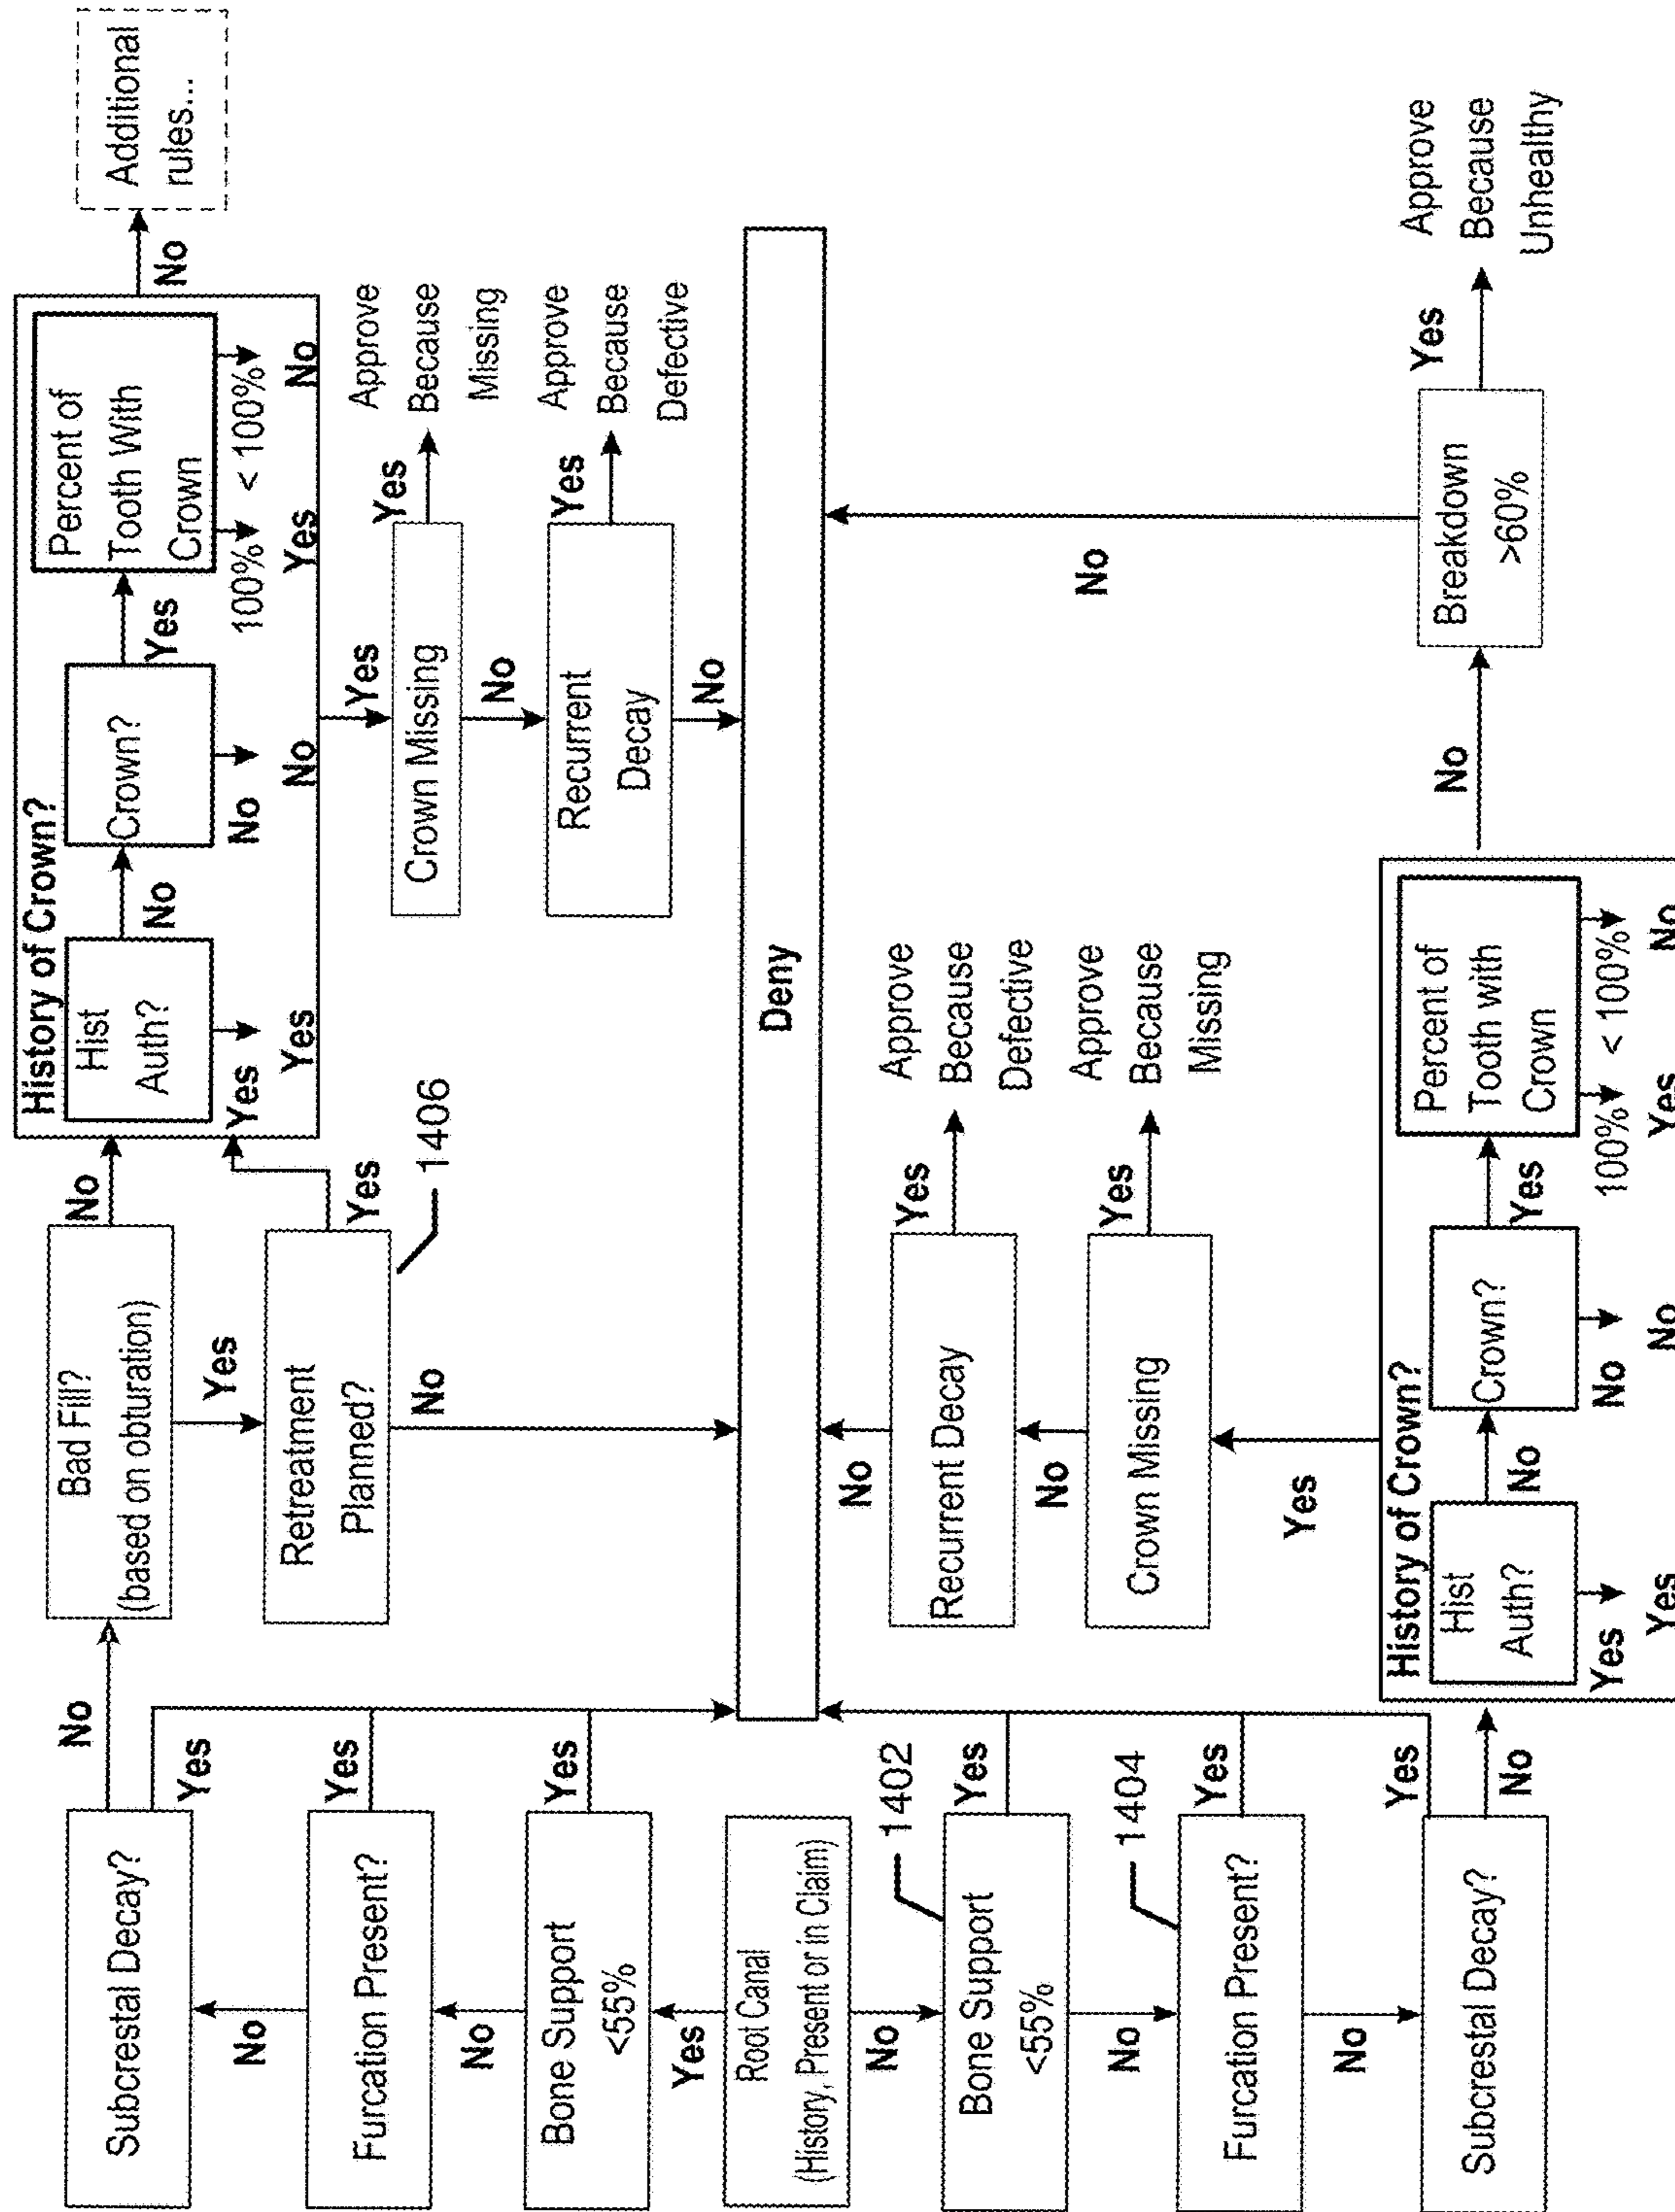 Subcrestal Decay?
No
Yes
Bad Fill?
(based on obturation)
No
Yes
History of Crown?
Hist
Auth?
No
Yes
Yes
Crown?
Yes
No
No
Percent of
Tooth With
Crown
100%
< 100%
Yes
No
No
Additional
rules...
No
Furcation Present?
Yes
Retreatment
Planned?
Yes
No
1406
Yes
Crown Missing
Yes
Approve
Because
Missing
No
No
Bone Support
<55%
Yes
Recurrent
Decay
Yes
Approve
Because
Defective
No
Yes
Root Canal
(History, Present or in Claim)
No
Deny
1402
Bone Support
<55%
Yes
No
Recurrent Decay
Yes
Approve
Because
Defective
No
No
1404
Furcation Present?
Yes
Crown Missing
Yes
Approve
Because
Missing
No
Yes
Subcrestal Decay?
Yes
No
History of Crown?
Hist
Auth?
No
Yes
Yes
Crown?
Yes
No
No
Percent of
Tooth with
Crown
100%
< 100%
Yes
No
No
Breakdown
>60%
Yes
Approve
Because
Unhealthy